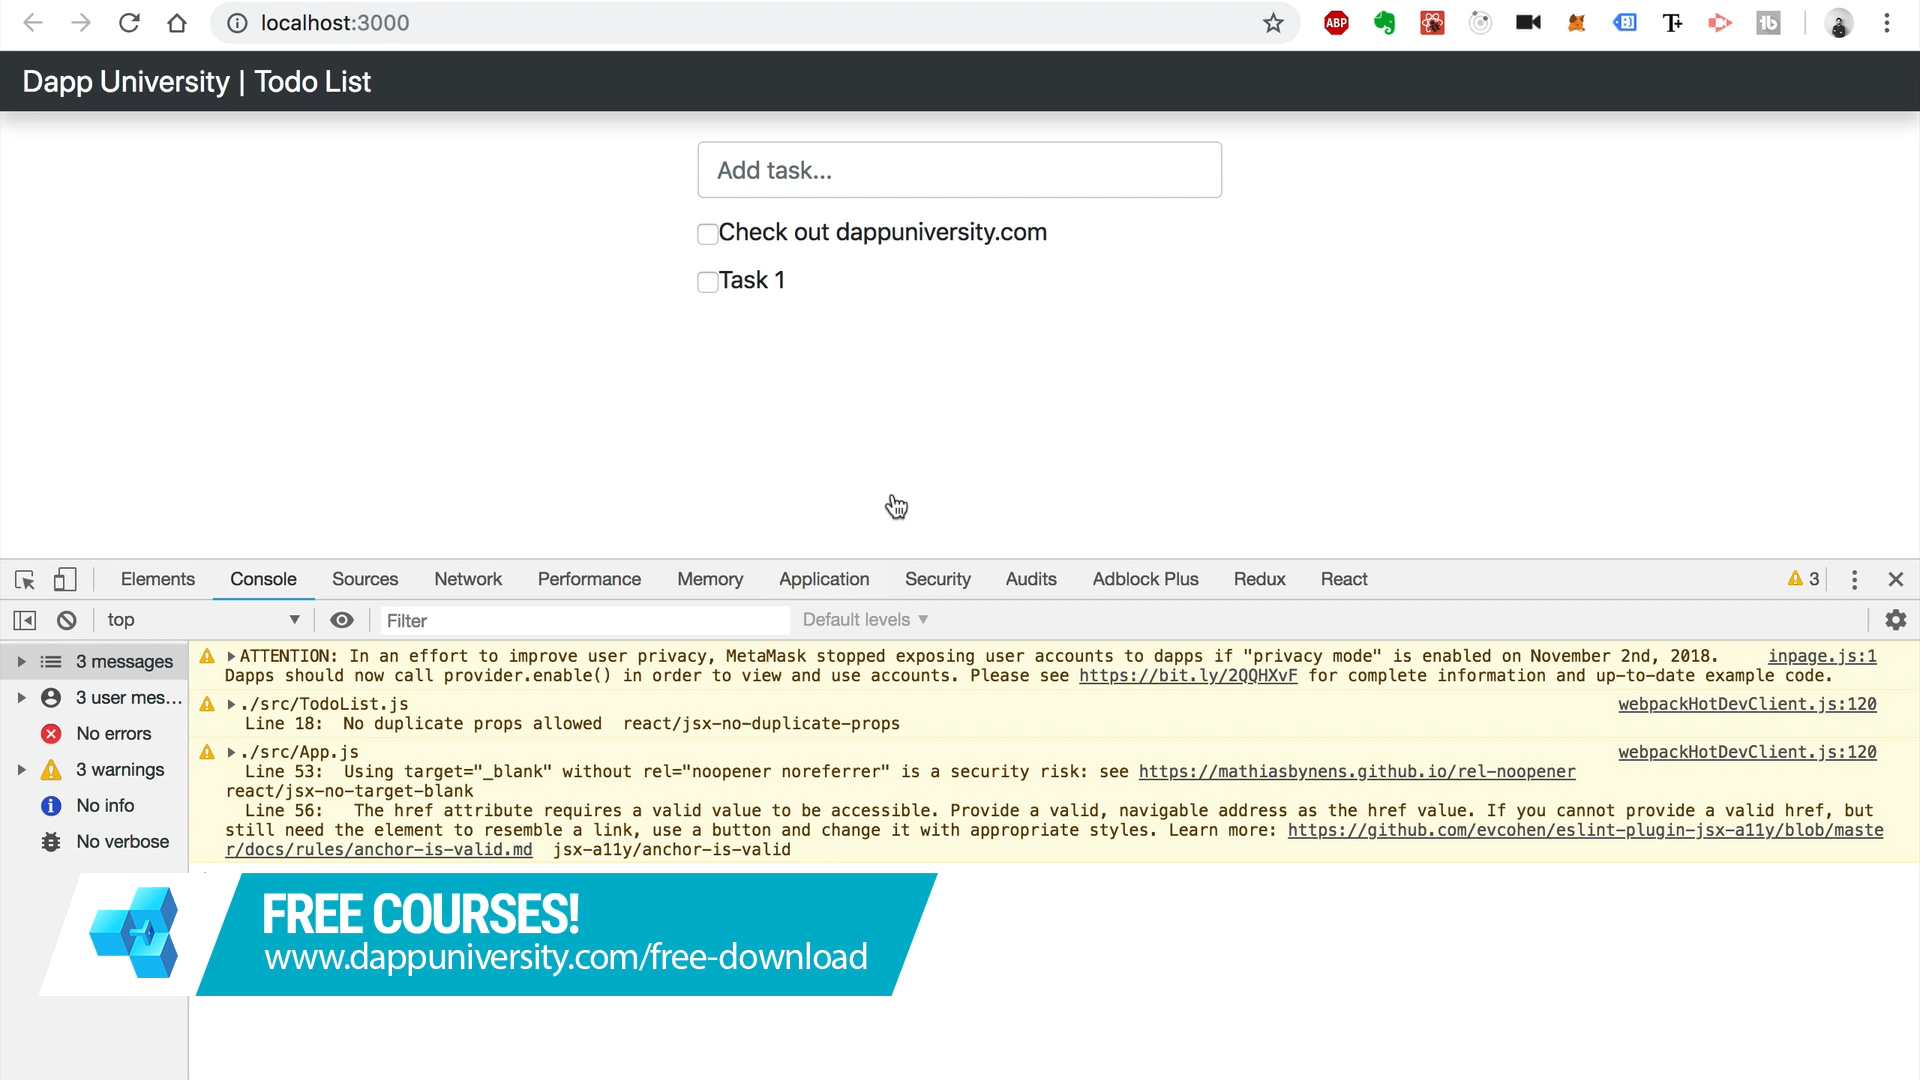 localhost:3000
ABP
T+
tb
Dapp University | Todo List
Add task...
Check out dappuniversity.com
Task 1
Elements Console Sources Network Performance Memory Application Security Audits Adblock Plus Redux React 3
top Filter Default levels
3 messages
3 user mes...
No errors
3 warnings
No info
No verbose
ATTENTION: In an effort to improve user privacy, MetaMask stopped exposing user accounts to dapps if "privacy mode" is enabled on November 2nd, 2018. inpage.js:1
Dapps should now call provider.enable() in order to view and use accounts. Please see https://bit.ly/2QQHXvF for complete information and up-to-date example code.
./src/TodoList.js webpackHotDevClient.js:120
Line 18: No duplicate props allowed react/jsx-no-duplicate-props
./src/App.js webpackHotDevClient.js:120
Line 53: Using target="_blank" without rel="noopener noreferrer" is a security risk: see https://mathiasbynens.github.io/rel-noopener
react/jsx-no-target-blank
Line 56: The href attribute requires a valid value to be accessible. Provide a valid, navigable address as the href value. If you cannot provide a valid href, but
still need the element to resemble a link, use a button and change it with appropriate styles. Learn more: https://github.com/evcohen/eslint-plugin-jsx-a11y/blob/maste
r/docs/rules/anchor-is-valid.md jsx-a11y/anchor-is-valid
FREE COURSES!
www.dappuniversity.com/free-download